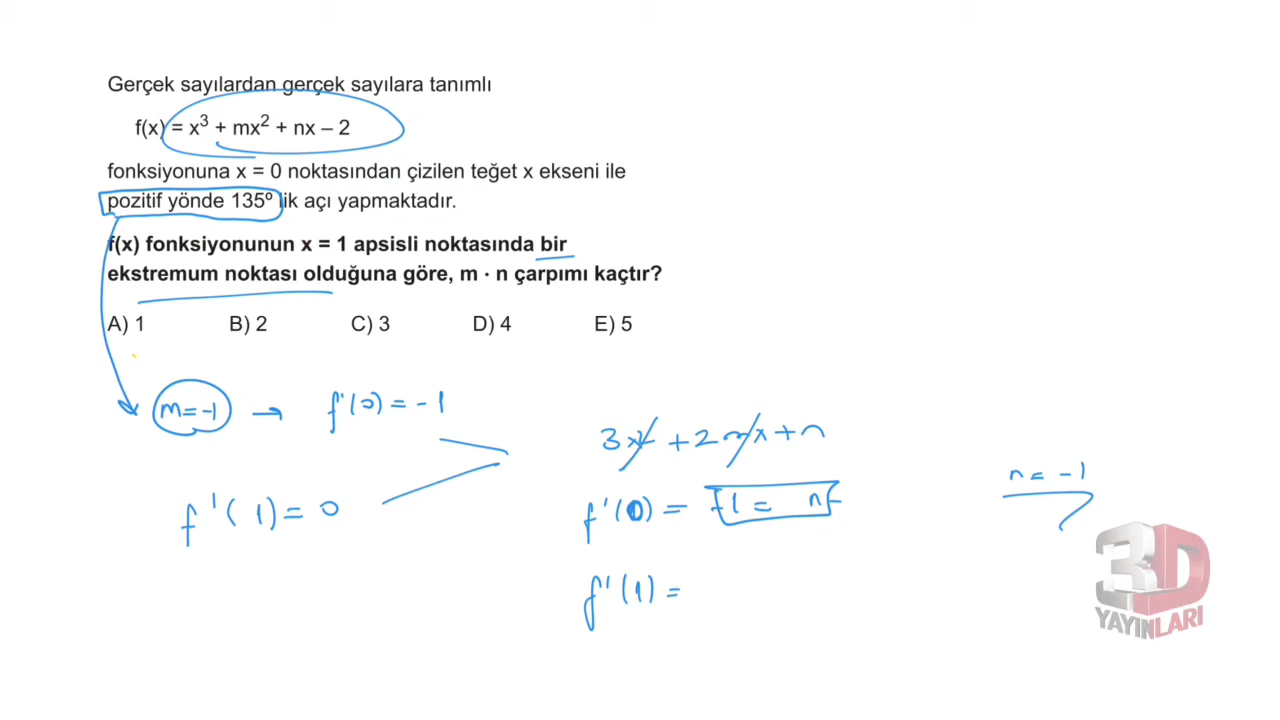 Gerçek sayılardan gerçek sayılara tanımlı
f(x) = x³ + mx² + nx – 2
fonksiyonuna x = 0 noktasından çizilen teğet x ekseni ile
pozitif yönde 135º lik açı yapmaktadır.
f(x) fonksiyonunun x = 1 apsisli noktasında bir
ekstremum noktası olduğuna göre, m · n çarpımı kaçtır?
A) 1 B) 2 C) 3 D) 4 E) 5
m = -1 → f'(0) = -1
3x² + 2mx + n
n = -1
f'(1) = 0
f'(0) = -1 = n
f'(1) =
3D
YAYINLARI